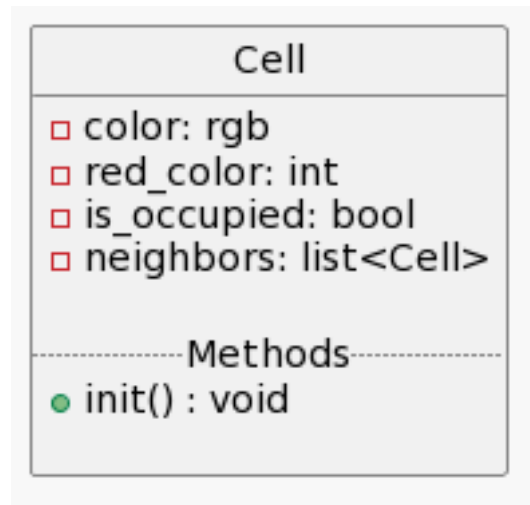 Cell
color: rgb
red_color: int
is_occupied: bool
neighbors: list<Cell>
Methods
init() : void